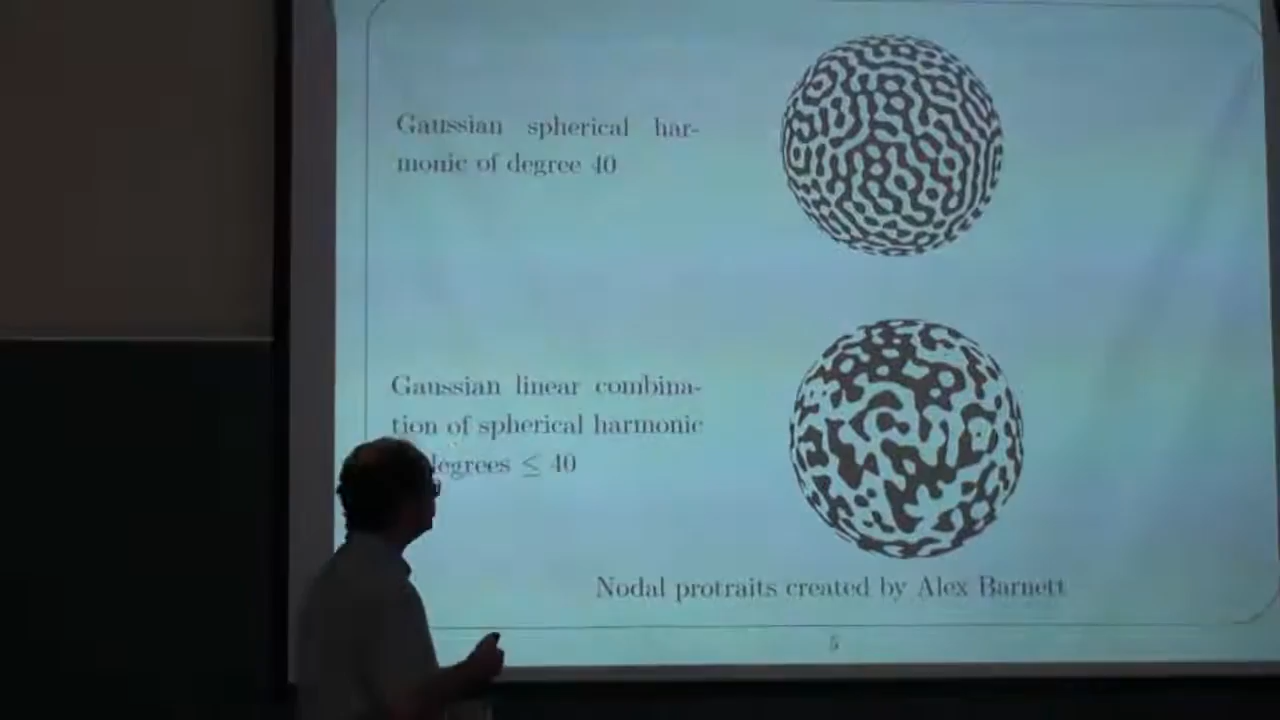 Gaussian spherical har-
monic of degree 40
Gaussian linear combina-
tion of spherical harmonic
degrees ≤ 40
Nodal protraits created by Alex Barnett
5